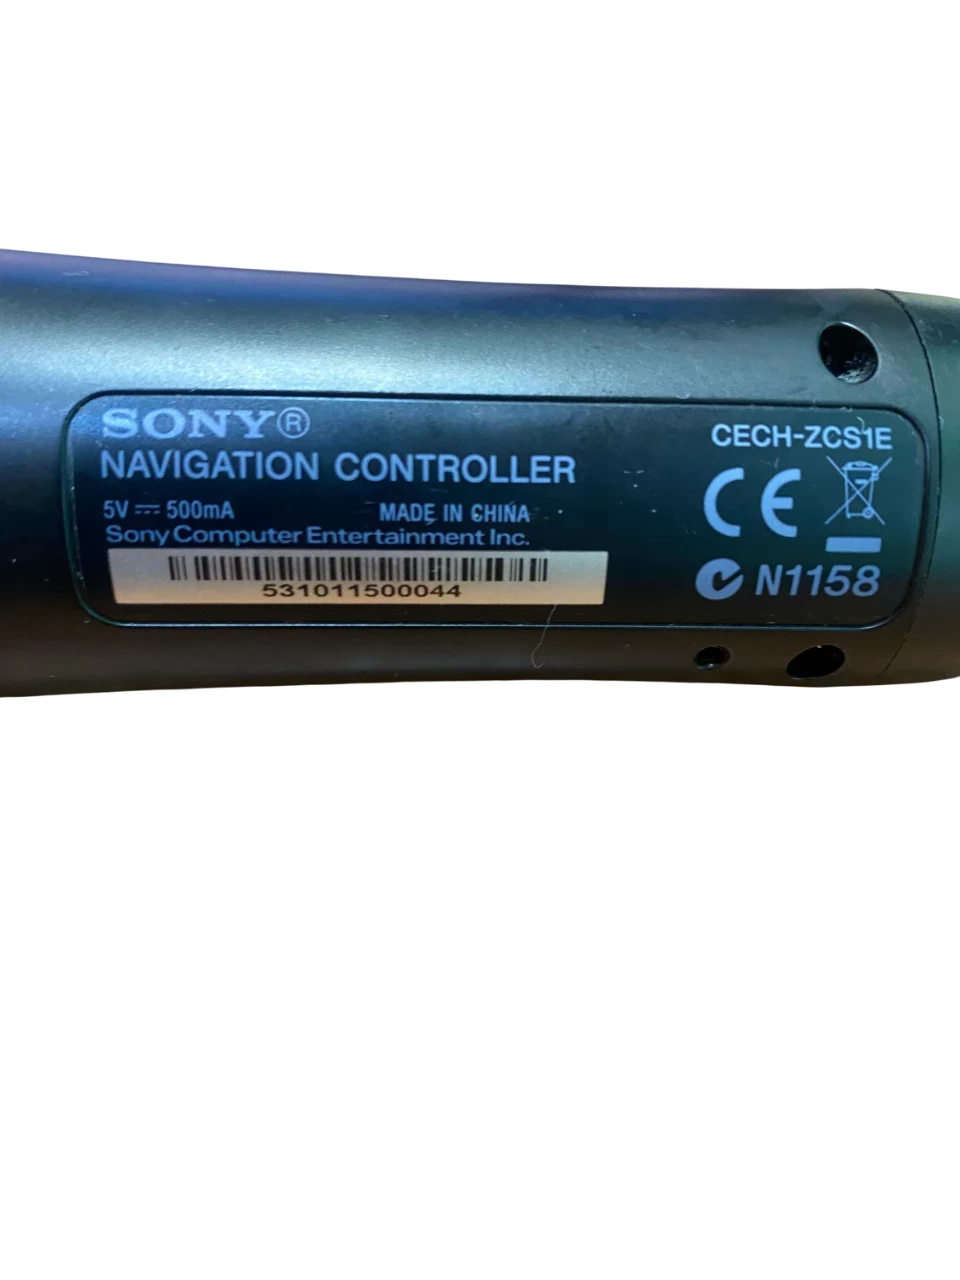 SONY®
NAVIGATION CONTROLLER
5V ⎓ 500mA MADE IN CHINA
Sony Computer Entertainment Inc.
531011500044
CECH-ZCS1E
CE
N1158